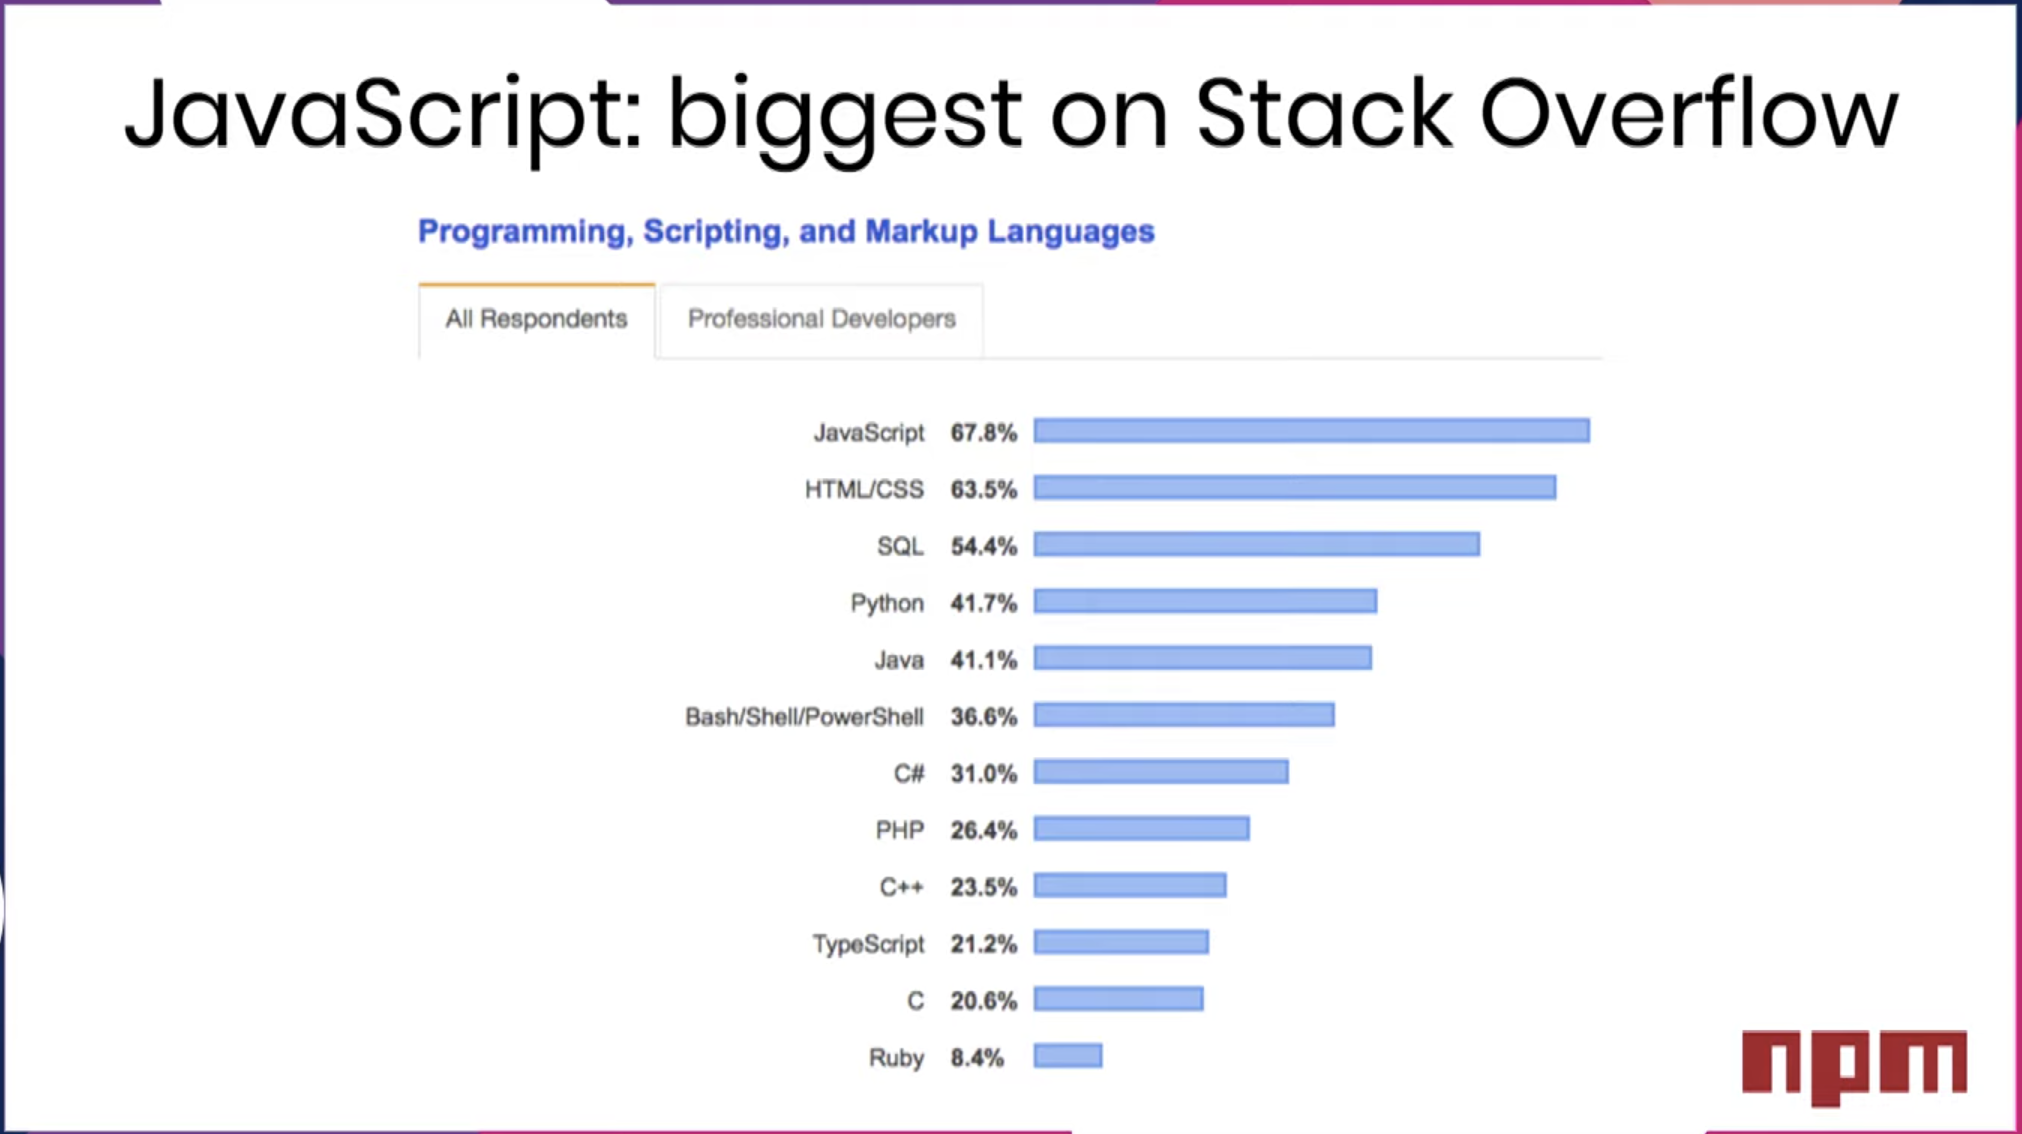 JavaScript: biggest on Stack Overflow
Programming, Scripting, and Markup Languages
All Respondents Professional Developers
JavaScript 67.8%
HTML/CSS 63.5%
SQL 54.4%
Python 41.7%
Java 41.1%
Bash/Shell/PowerShell 36.6%
C# 31.0%
PHP 26.4%
C++ 23.5%
TypeScript 21.2%
C 20.6%
Ruby 8.4%
npm